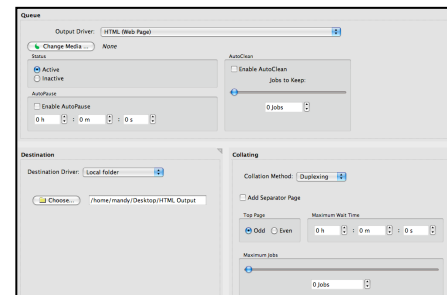 Queue
Output Driver: HTML (Web Page)
Change Media ... None
Status
Active
Inactive
AutoPause
Enable AutoPause
0 h : 0 m : 0 s
AutoClean
Enable AutoClean
Jobs to Keep:
0 Jobs
Destination
Destination Driver: Local folder
Choose... /home/mandy/Desktop/HTML Output
Collating
Collation Method: Duplexing
Add Separator Page
Top Page
Odd Even
Maximum Wait Time
0 h : 0 m : 0 s
Maximum Jobs
0 Jobs